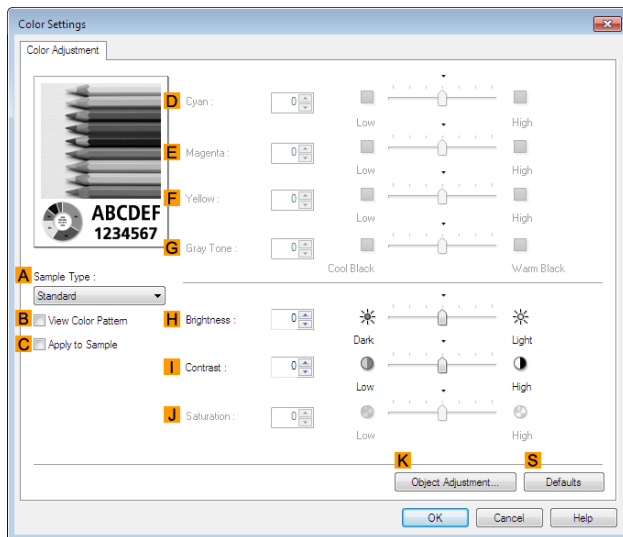 Color Settings
Color Adjustment
ABCDEF
1234567
D Cyan : 0
Low High
E Magenta : 0
Low High
F Yellow : 0
Low High
G Gray Tone : 0
Cool Black Warm Black
A Sample Type :
Standard
B View Color Pattern
C Apply to Sample
H Brightness : 0
Dark Light
I Contrast : 0
Low High
J Saturation : 0
Low High
K S
Object Adjustment... Defaults
OK Cancel Help